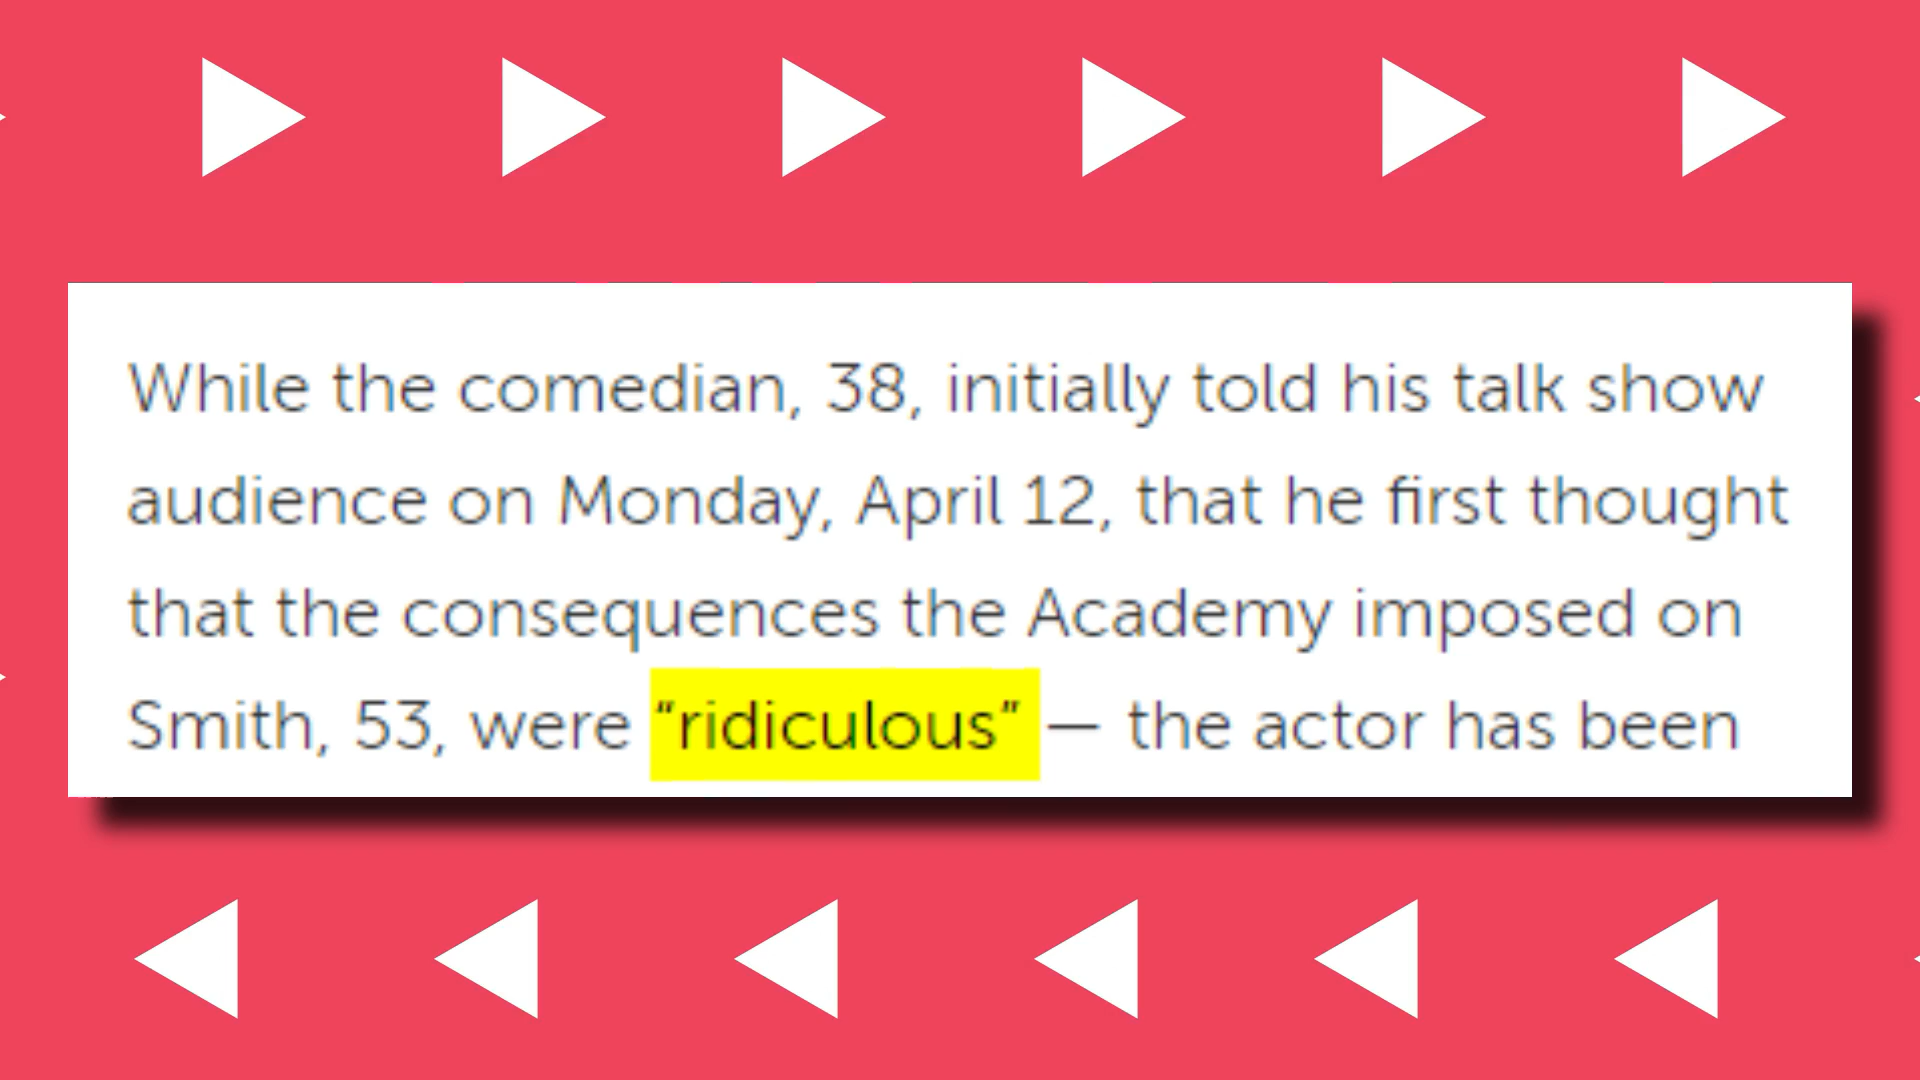 While the comedian, 38, initially told his talk show
audience on Monday, April 12, that he first thought
that the consequences the Academy imposed on
Smith, 53, were “ridiculous” — the actor has been